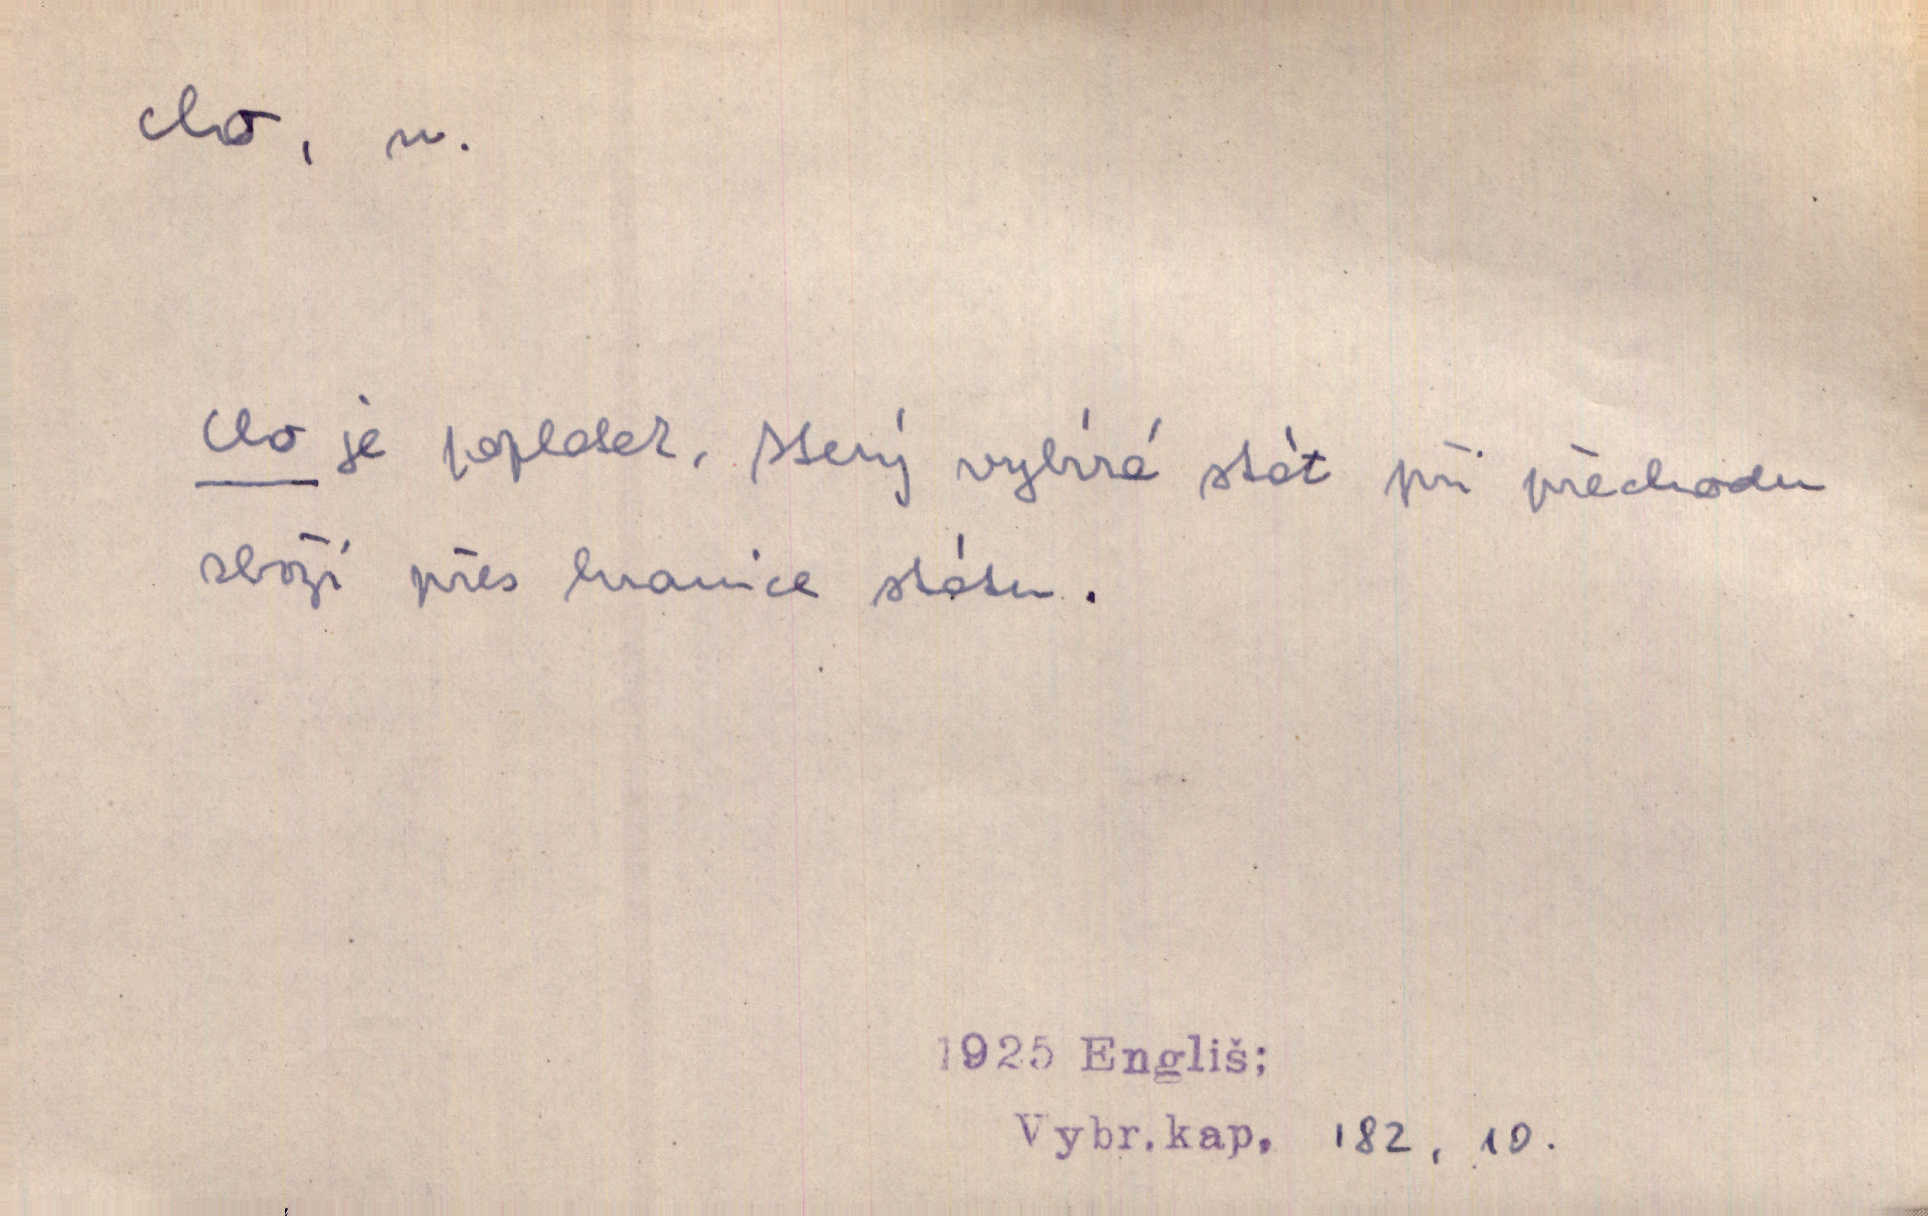 clo, n.
clo je poplatek, který vybírá stát při přechodu
zboží přes hranice státu.
1925 Engliš;
Vybr.kap. 182, 10.